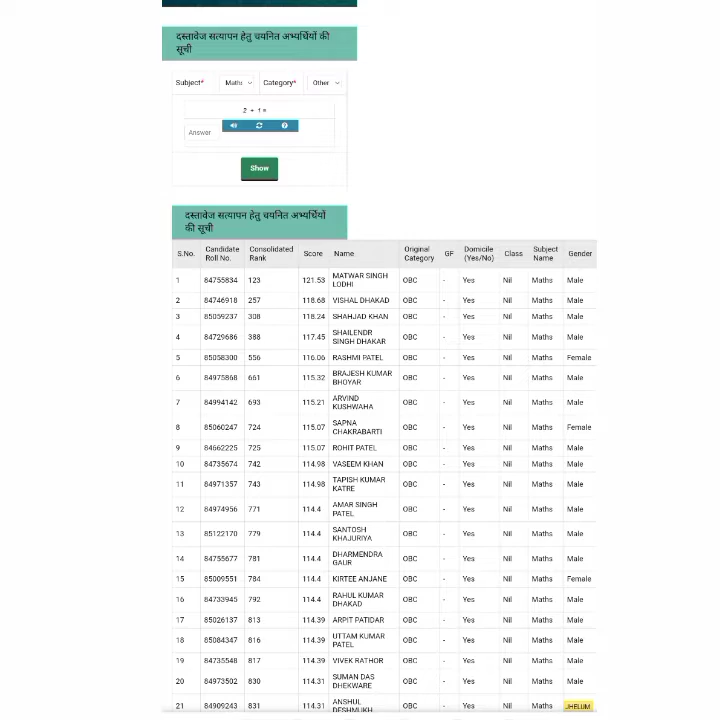 दस्तावेज सत्यापन हेतु चयनित अभ्यर्थियों की
सूची
Subject* Maths Category* Other
2 + 1 =
Answer
Show
दस्तावेज सत्यापन हेतु चयनित अभ्यर्थियों
की सूची
S.No. Candidate Roll No. Consolidated Rank Score Name Original Category GF Domicile (Yes/No) Class Subject Name Gender
1 84755834 123 121.53 MATWAR SINGH LODHI OBC - Yes Nil Maths Male
2 84746918 257 118.68 VISHAL DHAKAD OBC - Yes Nil Maths Male
3 85059237 308 118.24 SHAHJAD KHAN OBC - Yes Nil Maths Male
4 84729686 388 117.45 SHAILENDR SINGH DHAKAR OBC - Yes Nil Maths Male
5 85058300 556 116.06 RASHMI PATEL OBC - Yes Nil Maths Female
6 84975868 661 115.32 BRAJESH KUMAR BHOYAR OBC - Yes Nil Maths Male
7 84994142 693 115.21 ARVIND KUSHWAHA OBC - Yes Nil Maths Male
8 85060247 724 115.07 SAPNA CHAKRABARTI OBC - Yes Nil Maths Female
9 84662225 725 115.07 ROHIT PATEL OBC - Yes Nil Maths Male
10 84735674 742 114.98 VASEEM KHAN OBC - Yes Nil Maths Male
11 84971357 743 114.98 TAPISH KUMAR KATRE OBC - Yes Nil Maths Male
12 84974956 771 114.4 AMAR SINGH PATEL OBC - Yes Nil Maths Male
13 85122170 779 114.4 SANTOSH KHAJURIYA OBC - Yes Nil Maths Male
14 84755677 781 114.4 DHARMENDRA GAUR OBC - Yes Nil Maths Male
15 85009551 784 114.4 KIRTEE ANJANE OBC - Yes Nil Maths Female
16 84733945 792 114.4 RAHUL KUMAR DHAKAD OBC - Yes Nil Maths Male
17 85026137 813 114.39 ARPIT PATIDAR OBC - Yes Nil Maths Male
18 85084347 816 114.39 UTTAM KUMAR PATEL OBC - Yes Nil Maths Male
19 84735548 817 114.39 VIVEK RATHOR OBC - Yes Nil Maths Male
20 84973502 830 114.31 SUMAN DAS DHEKWARE OBC - Yes Nil Maths Male
21 84909243 831 114.31 ANSHUL DESHMUKH OBC - Yes Nil Maths JHELUM